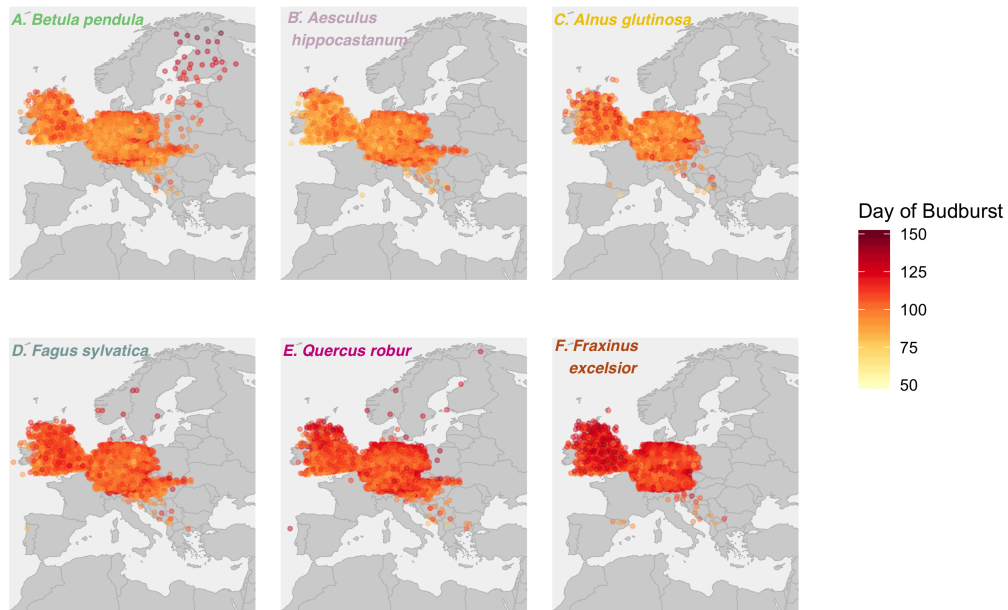 A. Betula pendula
B. Aesculus
hippocastanum
C. Alnus glutinosa
D. Fagus sylvatica
E. Quercus robur
F. Fraxinus
excelsior
Day of Budburst
150
125
100
75
50